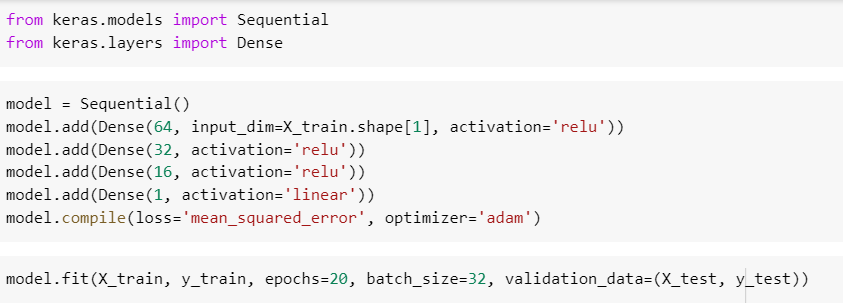 from keras.models import Sequential
from keras.layers import Dense
model = Sequential()
model.add(Dense(64, input_dim=X_train.shape[1], activation='relu'))
model.add(Dense(32, activation='relu'))
model.add(Dense(16, activation='relu'))
model.add(Dense(1, activation='linear'))
model.compile(loss='mean_squared_error', optimizer='adam')
model.fit(X_train, y_train, epochs=20, batch_size=32, validation_data=(X_test, y_test))